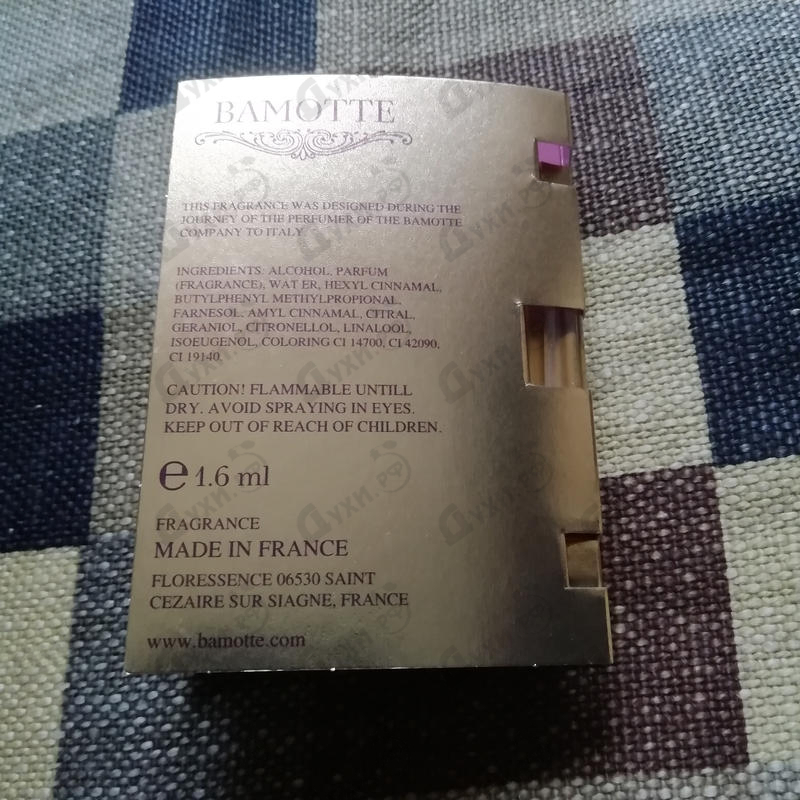 BAMOTTE
THIS FRAGRANCE WAS DESIGNED DURING THE
JOURNEY OF THE PERFUMER OF THE BAMOTTE
COMPANY TO ITALY
INGREDIENTS: ALCOHOL, PARFUM
(FRAGRANCE), WAT ER, HEXYL CINNAMAL,
BUTYLPHENYL METHYLPROPIONAL,
FARNESOL, AMYL CINNAMAL, CITRAL,
GERANIOL, CITRONELLOL, LINALOOL,
ISOEUGENOL, COLORING CI 14700, CI 42090,
CI 19140.
CAUTION! FLAMMABLE UNTILL
DRY. AVOID SPRAYING IN EYES.
KEEP OUT OF REACH OF CHILDREN.
℮ 1.6 ml
FRAGRANCE
MADE IN FRANCE
FLORESSENCE 06530 SAINT
CEZAIRE SUR SIAGNE, FRANCE
www.bamotte.com
Духи.рф